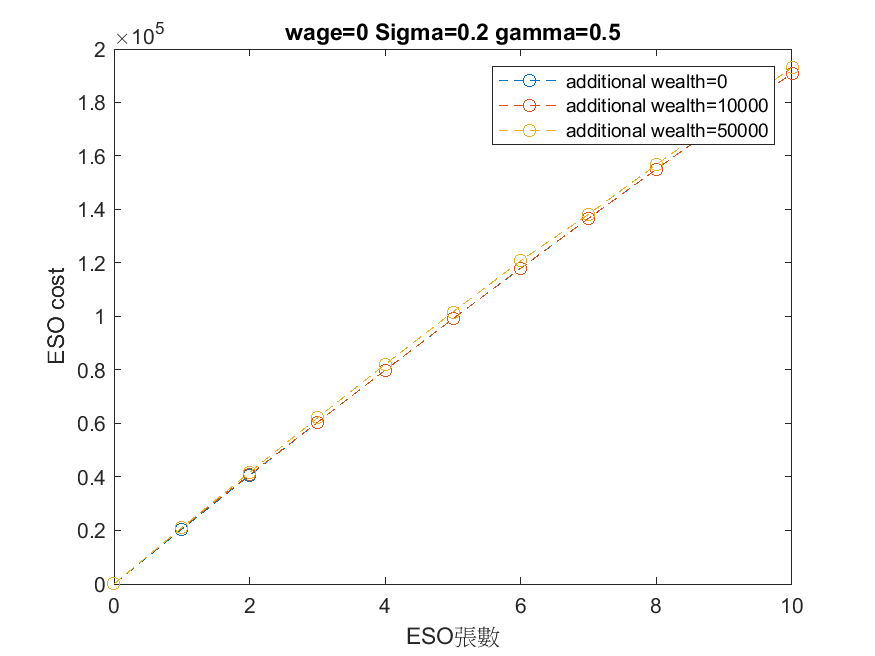 wage=0 Sigma=0.2 gamma=0.5
×10⁵
additional wealth=0
additional wealth=10000
additional wealth=50000
2
1.8
1.6
1.4
1.2
1
0.8
0.6
0.4
0.2
0
ESO cost
0 2 4 6 8 10
ESO張數